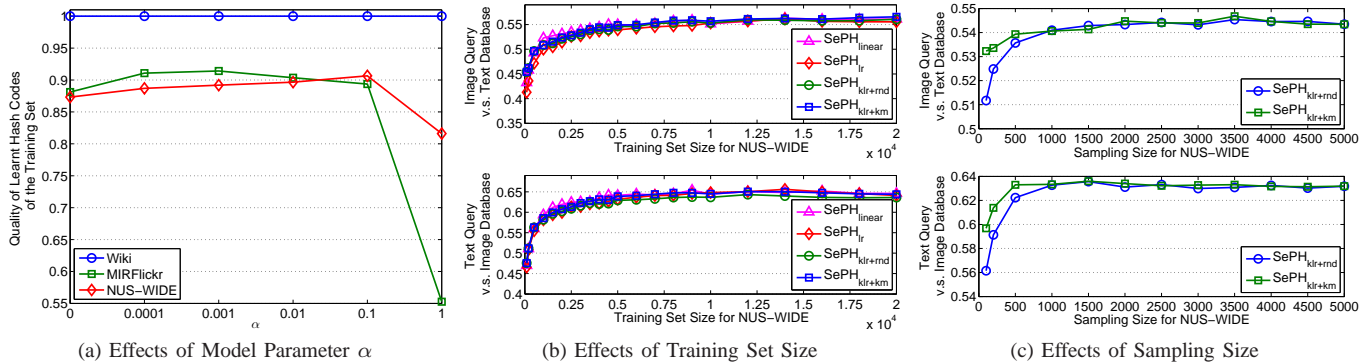 Quality of Learnt Hash Codes
of the Training Set
1
0.95
0.9
0.85
0.8
0.75
0.7
0.65
0.6
0.55
Wiki
MIRFlickr
NUS−WIDE
0 0.0001 0.001 0.01 0.1 1
α
(a) Effects of Model Parameter α
Image Query
v.s. Text Database
0.55
0.5
0.45
0.4
0.35
SePHlinear
SePHlr
SePHklr+rnd
SePHklr+km
0 0.25 0.5 0.75 1 1.25 1.5 1.75 2
Training Set Size for NUS−WIDE
x 10^4
Text Query
v.s. Image Database
0.65
0.6
0.55
0.5
0.45
0.4
SePHlinear
SePHlr
SePHklr+rnd
SePHklr+km
0 0.25 0.5 0.75 1 1.25 1.5 1.75 2
Training Set Size for NUS−WIDE
x 10^4
(b) Effects of Training Set Size
Image Query
v.s. Text Database
0.55
0.54
0.53
0.52
0.51
0.5
SePHklr+rnd
SePHklr+km
0 500 1000 1500 2000 2500 3000 3500 4000 4500 5000
Sampling Size for NUS−WIDE
Text Query
v.s. Image Database
0.64
0.62
0.6
0.58
0.56
0.54
SePHklr+rnd
SePHklr+km
0 500 1000 1500 2000 2500 3000 3500 4000 4500 5000
Sampling Size for NUS−WIDE
(c) Effects of Sampling Size